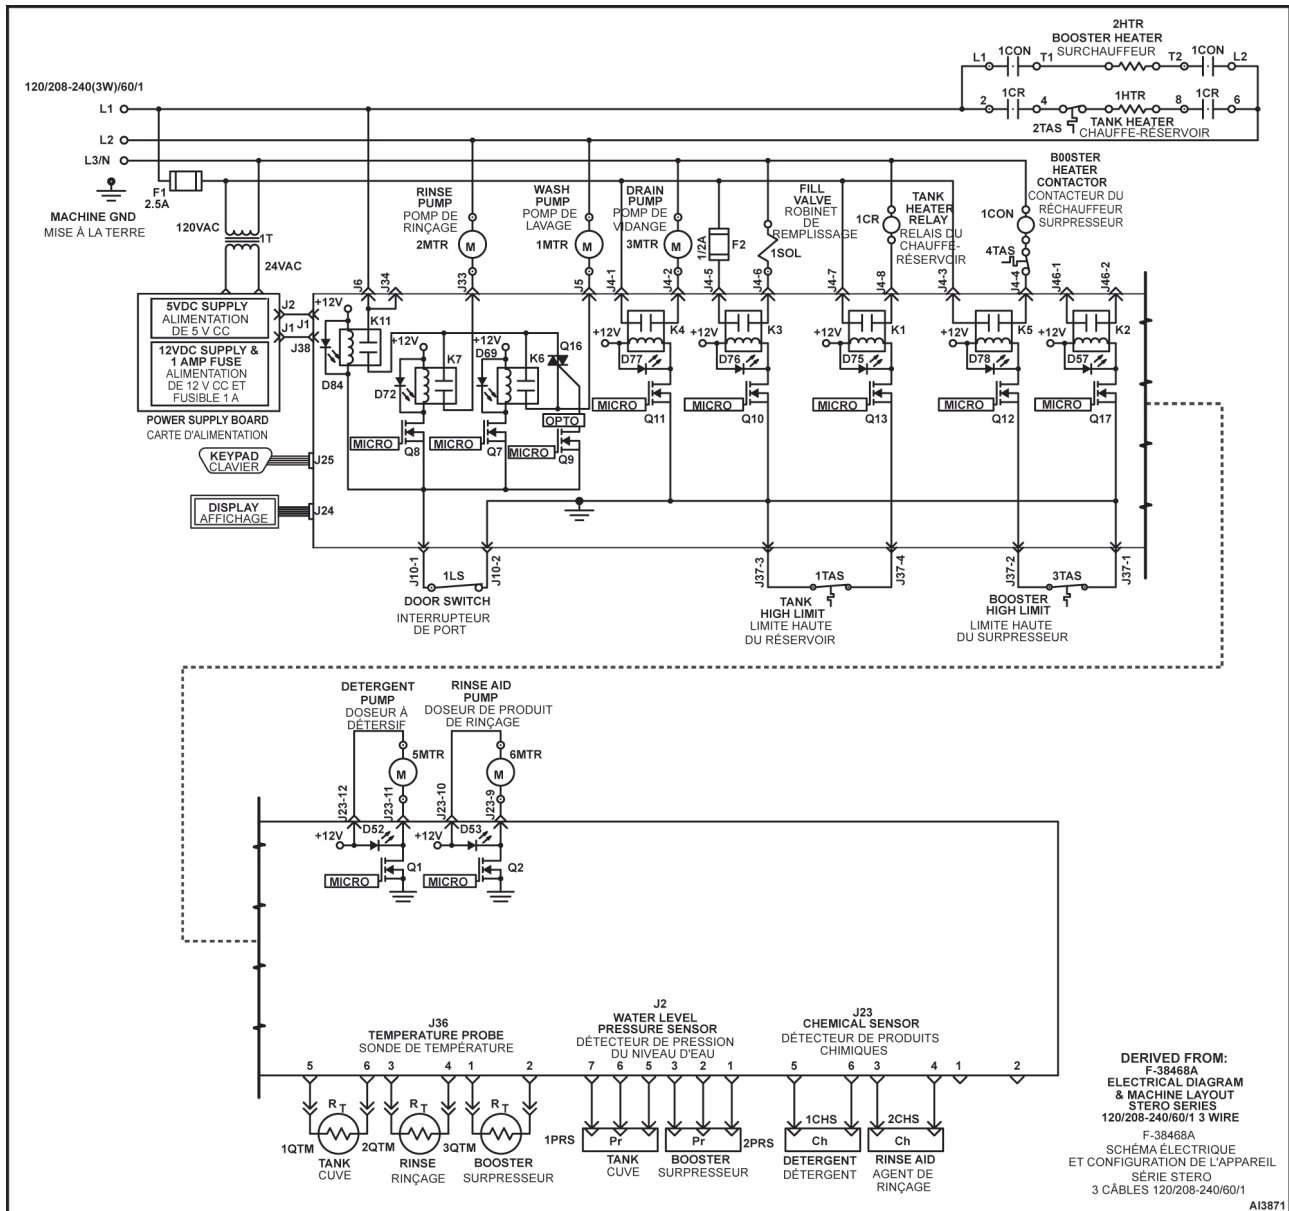 2HTR
BOOSTER HEATER
SURCHAUFFEUR
L1 1CON T1 T2 1CON L2
120/208-240(3W)/60/1
L1
2 1CR 4 1HTR 8 1CR 6
2TAS TANK HEATER
CHAUFFE-RÉSERVOIR
L2
L3/N
F1
2.5A
MACHINE GND
MISE À LA TERRE
120VAC
1T
24VAC
RINSE
PUMP
POMP DE
RINÇAGE
2MTR
M
WASH
PUMP
POMP DE
LAVAGE
1MTR
M
DRAIN
PUMP
POMP DE
VIDANGE
3MTR
M
1/2A
F2
FILL
VALVE
ROBINET
DE
REMPLISSAGE
1SOL
1CR
TANK
HEATER
RELAY
RELAIS DU
CHAUFFE-
RÉSERVOIR
B00STER
HEATER
CONTACTOR
CONTACTEUR DU
RÉCHAUFFEUR
SURPRESSEUR
1CON
4TAS
J6 J34 J33 J5 J4-1 J4-2 J4-5 J4-6 J4-7 J4-8 J4-3 J4-4 J46-1 J46-2
5VDC SUPPLY
ALIMENTATION
DE 5 V CC
12VDC SUPPLY &
1 AMP FUSE
ALIMENTATION
DE 12 V CC ET
FUSIBLE 1 A
POWER SUPPLY BOARD
CARTE D'ALIMENTATION
J2
J1
J1
J38
+12V
K11
D84
+12V
K7
D72
+12V
D69
K6
Q16
OPTO
MICRO
Q8
MICRO
Q7
MICRO
Q9
+12V K4
D77
MICRO
Q11
+12V K3
D76
MICRO
Q10
+12V K1
D75
MICRO
Q13
+12V K5
D78
MICRO
Q12
+12V K2
D57
MICRO
Q17
KEYPAD
CLAVIER
J25
DISPLAY
AFFICHAGE
J24
J10-1
1LS
J10-2
DOOR SWITCH
INTERRUPTEUR
DE PORT
J37-3
1TAS
J37-4
TANK
HIGH LIMIT
LIMITE HAUTE
DU RÉSERVOIR
J37-2
3TAS
J37-1
BOOSTER
HIGH LIMIT
LIMITE HAUTE
DU SURPRESSEUR
DETERGENT
PUMP
DOSEUR À
DÉTERSIF
5MTR
M
RINSE AID
PUMP
DOSEUR DE PRODUIT
DE RINÇAGE
6MTR
M
J23-12 J23-11 J23-10 J23-9
+12V
D52
Q1
MICRO
+12V
D53
Q2
MICRO
J36
TEMPERATURE PROBE
SONDE DE TEMPÉRATURE
5 6 3 4 1 2
RT
1QTM
TANK
CUVE
RT
2QTM
RINSE
RINÇAGE
RT
3QTM
BOOSTER
SURPRESSEUR
J2
WATER LEVEL
PRESSURE SENSOR
DÉTECTEUR DE PRESSION
DU NIVEAU D'EAU
7 6 5 3 2 1
1PRS
Pr
TANK
CUVE
Pr
2PRS
BOOSTER
SURPRESSEUR
J23
CHEMICAL SENSOR
DÉTECTEUR DE PRODUITS
CHIMIQUES
5 6 3 4 1 2
1CHS
Ch
DETERGENT
DÉTERGENT
2CHS
Ch
RINSE AID
AGENT DE
RINÇAGE
DERIVED FROM:
F-38468A
ELECTRICAL DIAGRAM
& MACHINE LAYOUT
STERO SERIES
120/208-240/60/1 3 WIRE
F-38468A
SCHÉMA ÉLECTRIQUE
ET CONFIGURATION DE L'APPAREIL
SÉRIE STERO
3 CÂBLES 120/208-240/60/1
AI3871